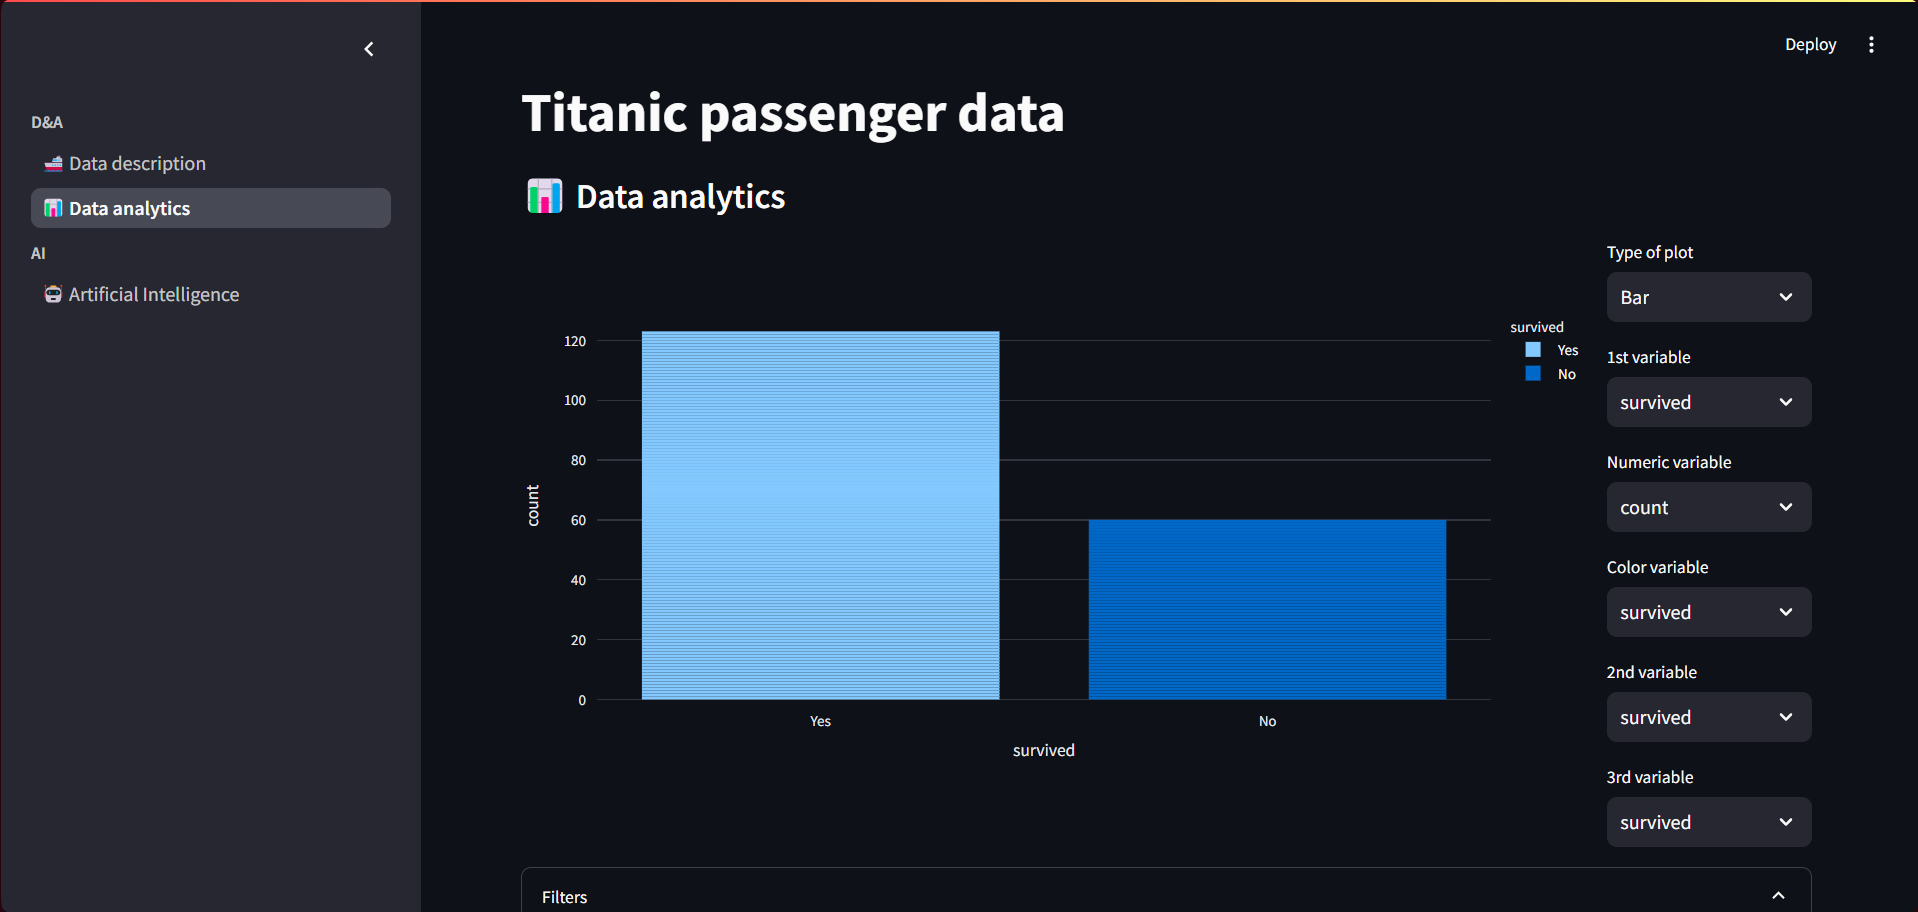 Deploy
D&A
Data description
Data analytics
AI
Artificial Intelligence
Titanic passenger data
Data analytics
120
100
80
60
40
20
0
count
Yes
No
survived
survived
Yes
No
Type of plot
Bar
1st variable
survived
Numeric variable
count
Color variable
survived
2nd variable
survived
3rd variable
survived
Filters